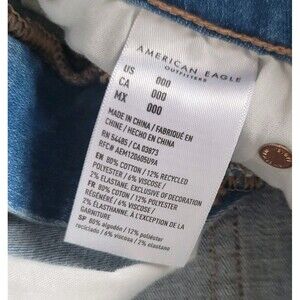 AMERICAN EAGLE
OUTFITTERS
US 000
CA 000
MX 000
MADE IN CHINA / FABRIQUÉ EN
CHINE / HECHO EN CHINA
RN 54485 / CA 03873
RFC# AEM120605U9A
EN 80% COTTON / 12% RECYCLED
POLYESTER / 6% VISCOSE /
2% ELASTANE. EXCLUSIVE OF DECORATION
FR 80% COTON / 12% POLYESTER
RÉGÉNÉRÉ / 6% VISCOSE /
2% ÉLASTHANNE. À L'EXCEPTION DE LA
GARNITURE
SP 80% algodón / 12% poliéster
reciclado / 6% viscosa / 2% elastano